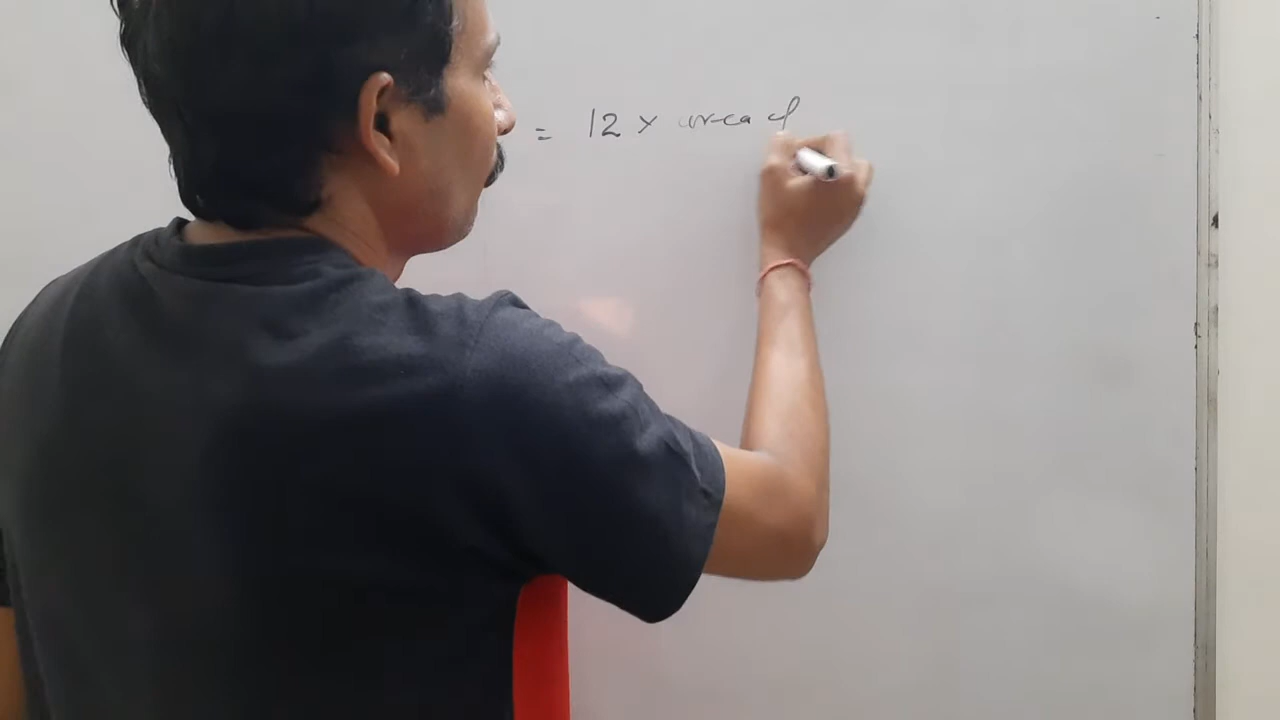 = 12 x area of